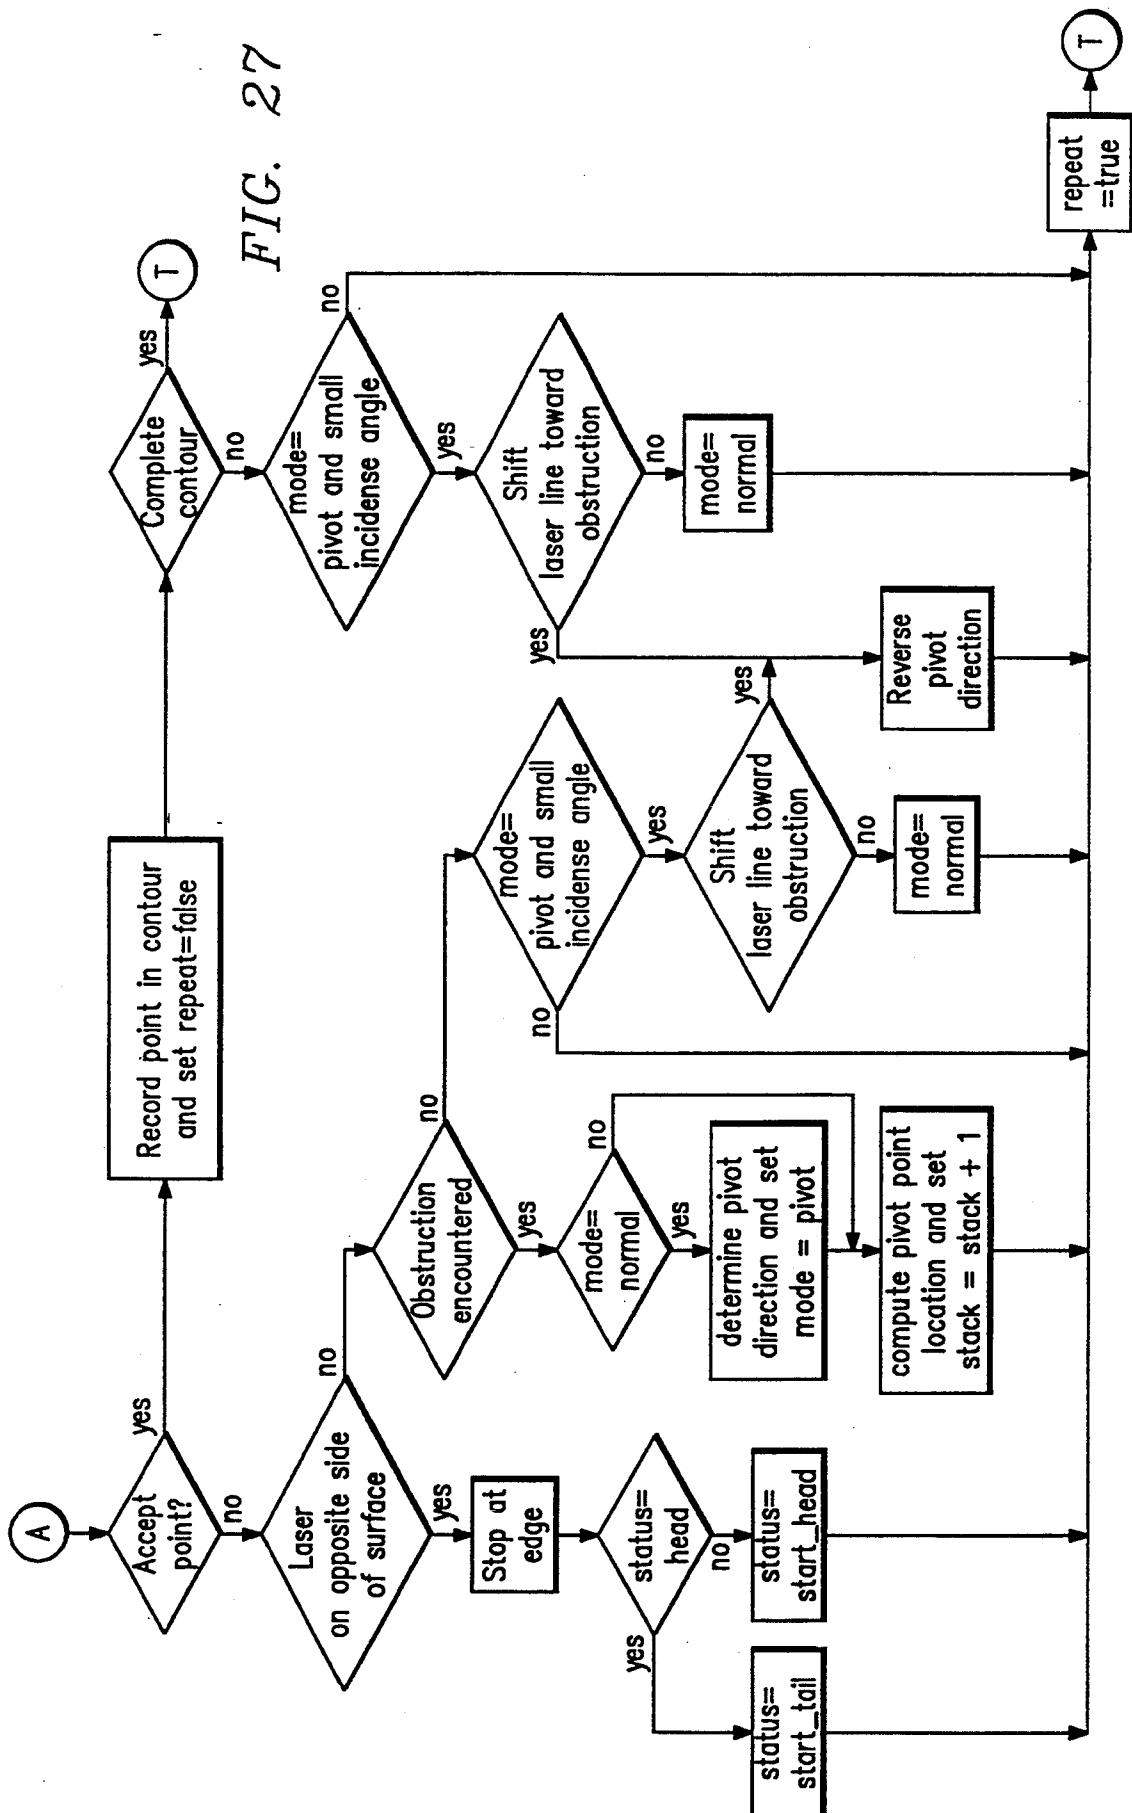 FIG. 27
A
Accept
point?
yes
no
Record point in contour
and set repeat=false
Complete
contour
yes
T
no
Laser
on opposite side
of surface
no
yes
Obstruction
encountered
no
yes
mode=
pivot and small
incidense angle
no
yes
Stop at
edge
mode=
normal
no
yes
mode=
pivot and small
incidense angle
no
yes
Shift
laser line toward
obstruction
yes
no
status=
head
yes
no
determine pivot
direction and set
mode = pivot
Shift
laser line toward
obstruction
yes
no
mode=
normal
status=
start_tail
status=
start_head
compute pivot point
location and set
stack = stack + 1
mode=
normal
Reverse
pivot
direction
repeat
=true
T